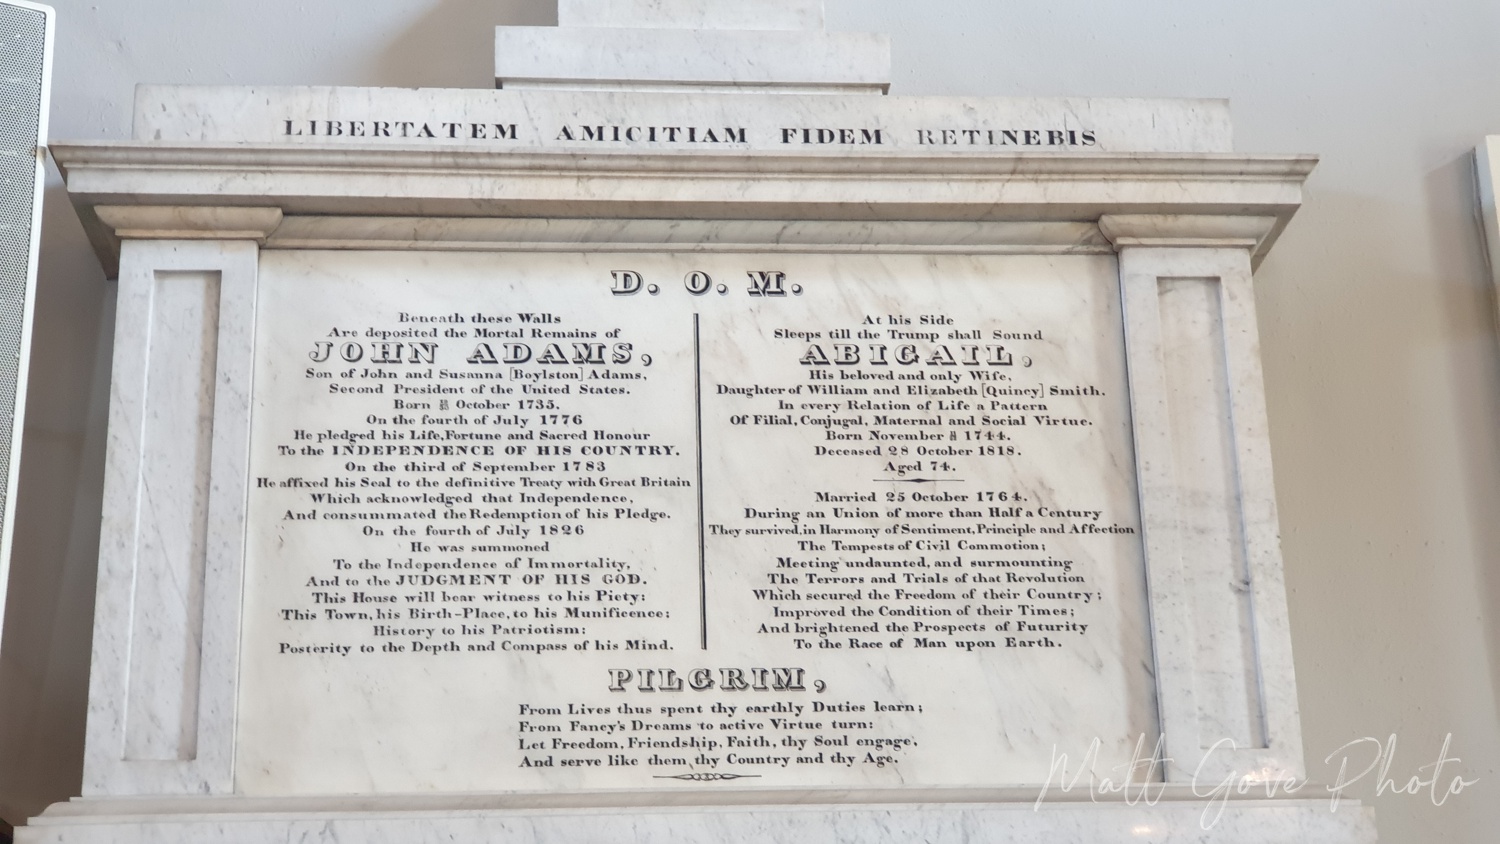 LIBERTATEM AMICITIAM FIDEM RETINEBIS
D. O. M.
Beneath these Walls
Are deposited the Mortal Remains of
JOHN ADAMS,
Son of John and Susanna [Boylston] Adams,
Second President of the United States.
Born 19/30 October 1735.
On the fourth of July 1776
He pledged his Life, Fortune and Sacred Honour
To the INDEPENDENCE OF HIS COUNTRY.
On the third of September 1783
He affixed his Seal to the definitive Treaty with Great Britain
Which acknowledged that Independence,
And consummated the Redemption of his Pledge.
On the fourth of July 1826
He was summoned
To the Independence of Immortality,
And to the JUDGMENT OF HIS GOD.
This House will bear witness to his Piety:
This Town, his Birth-Place, to his Munificence;
History to his Patriotism;
Posterity to the Depth and Compass of his Mind.
At his Side
Sleeps till the Trump shall Sound
ABIGAIL,
His beloved and only Wife,
Daughter of William and Elizabeth [Quincy] Smith.
In every Relation of Life a Pattern
Of Filial, Conjugal, Maternal and Social Virtue.
Born November 11/22 1744.
Deceased 28 October 1818.
Aged 74.
Married 25 October 1764.
During an Union of more than Half a Century
They survived, in Harmony of Sentiment, Principle and Affection
The Tempests of Civil Commotion;
Meeting undaunted, and surmounting
The Terrors and Trials of that Revolution
Which secured the Freedom of their Country;
Improved the Condition of their Times;
And brightened the Prospects of Futurity
To the Race of Man upon Earth.
PILGRIM,
From Lives thus spent thy earthly Duties learn;
From Fancy's Dreams to active Virtue turn:
Let Freedom, Friendship, Faith, thy Soul engage,
And serve like them thy Country and thy Age.
Matt Gove Photo